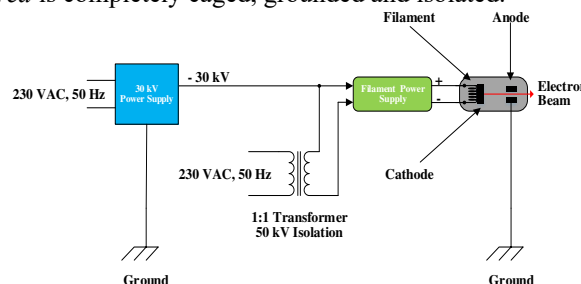 is completely caged, grounded and isolated.
Filament
Anode
30 kV
Power Supply
- 30 kV
230 VAC, 50 Hz
Filament Power
Supply
+
-
Electron
Beam
Cathode
230 VAC, 50 Hz
1:1 Transformer
50 kV Isolation
Ground
Ground